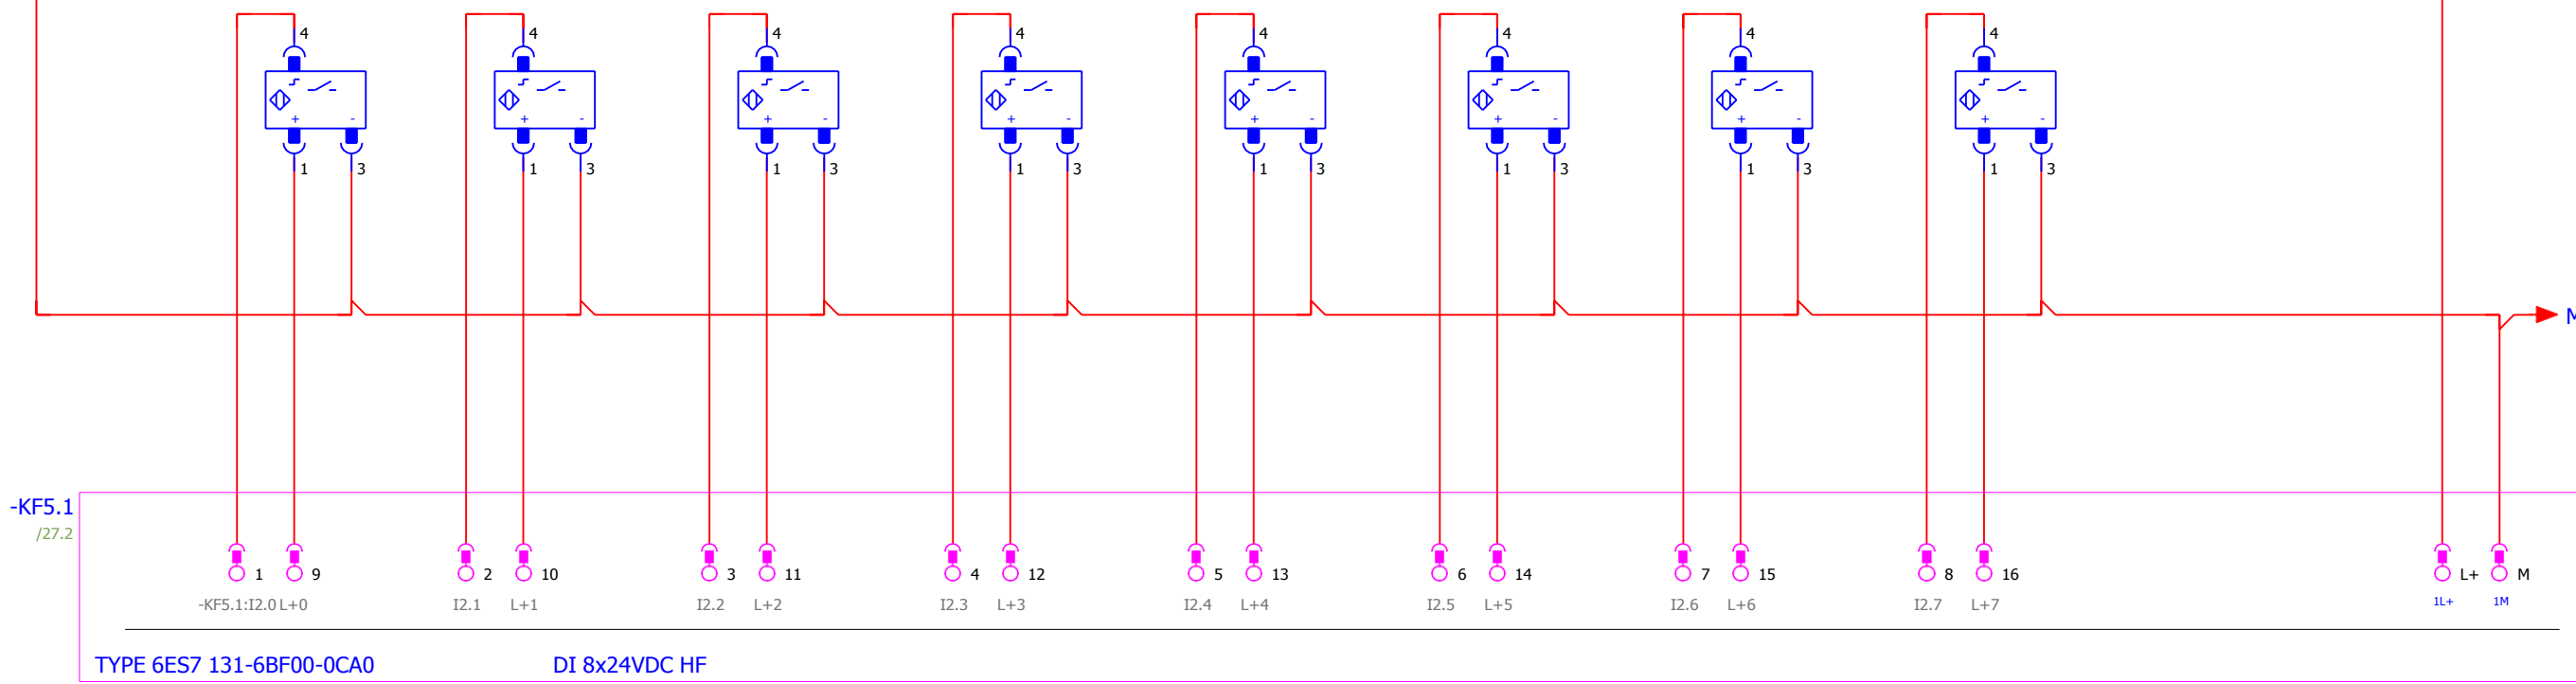 4 4 4 4 4 4 4 4
+ - + - + - + - + - + - + - + -
1 3 1 3 1 3 1 3 1 3 1 3 1 3 1 3
-KF5.1
/27.2
1 9 2 10 3 11 4 12 5 13 6 14 7 15 8 16 L+ M
-KF5.1:I2.0 L+0 I2.1 L+1 I2.2 L+2 I2.3 L+3 I2.4 L+4 I2.5 L+5 I2.6 L+6 I2.7 L+7 1L+ 1M
TYPE 6ES7 131-6BF00-0CA0 DI 8x24VDC HF